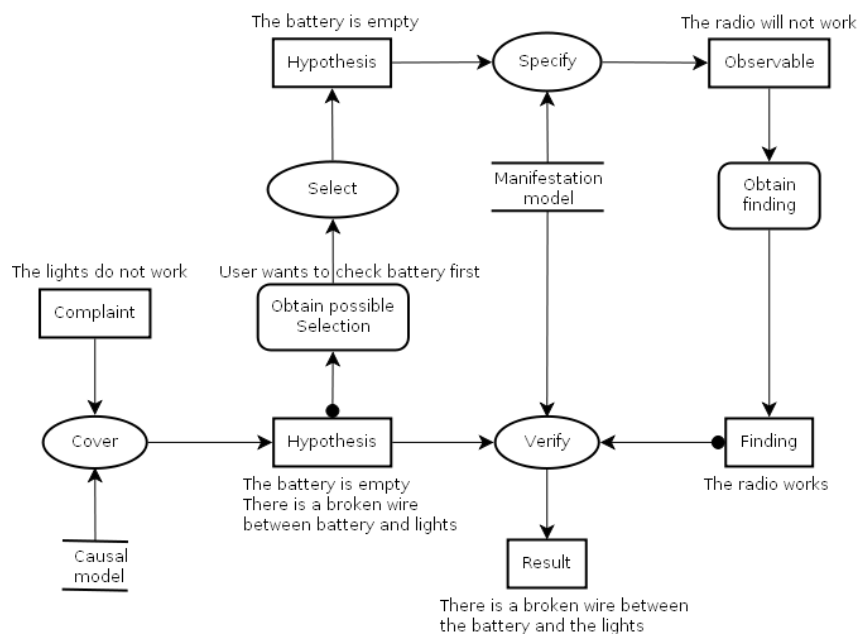 The battery is empty
The radio will not work
Hypothesis
Specify
Observable
Select
Manifestation
model
Obtain
finding
The lights do not work
User wants to check battery first
Complaint
Obtain possible
Selection
Cover
Hypothesis
Verify
Finding
The battery is empty
There is a broken wire
between battery and lights
The radio works
Causal
model
Result
There is a broken wire between
the battery and the lights